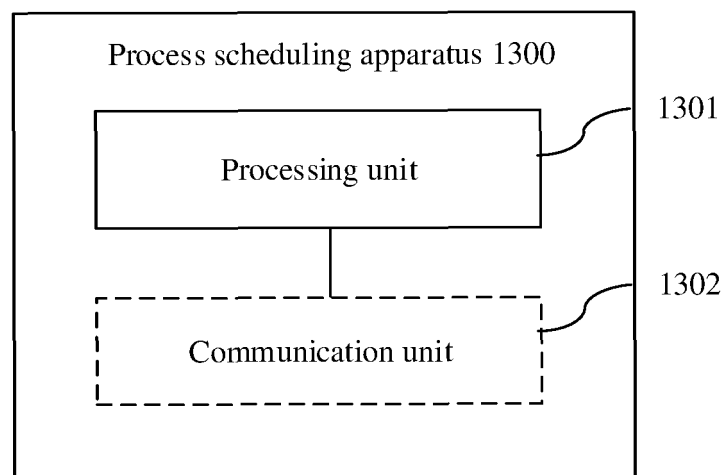 Process scheduling apparatus 1300
1301
Processing unit
1302
Communication unit